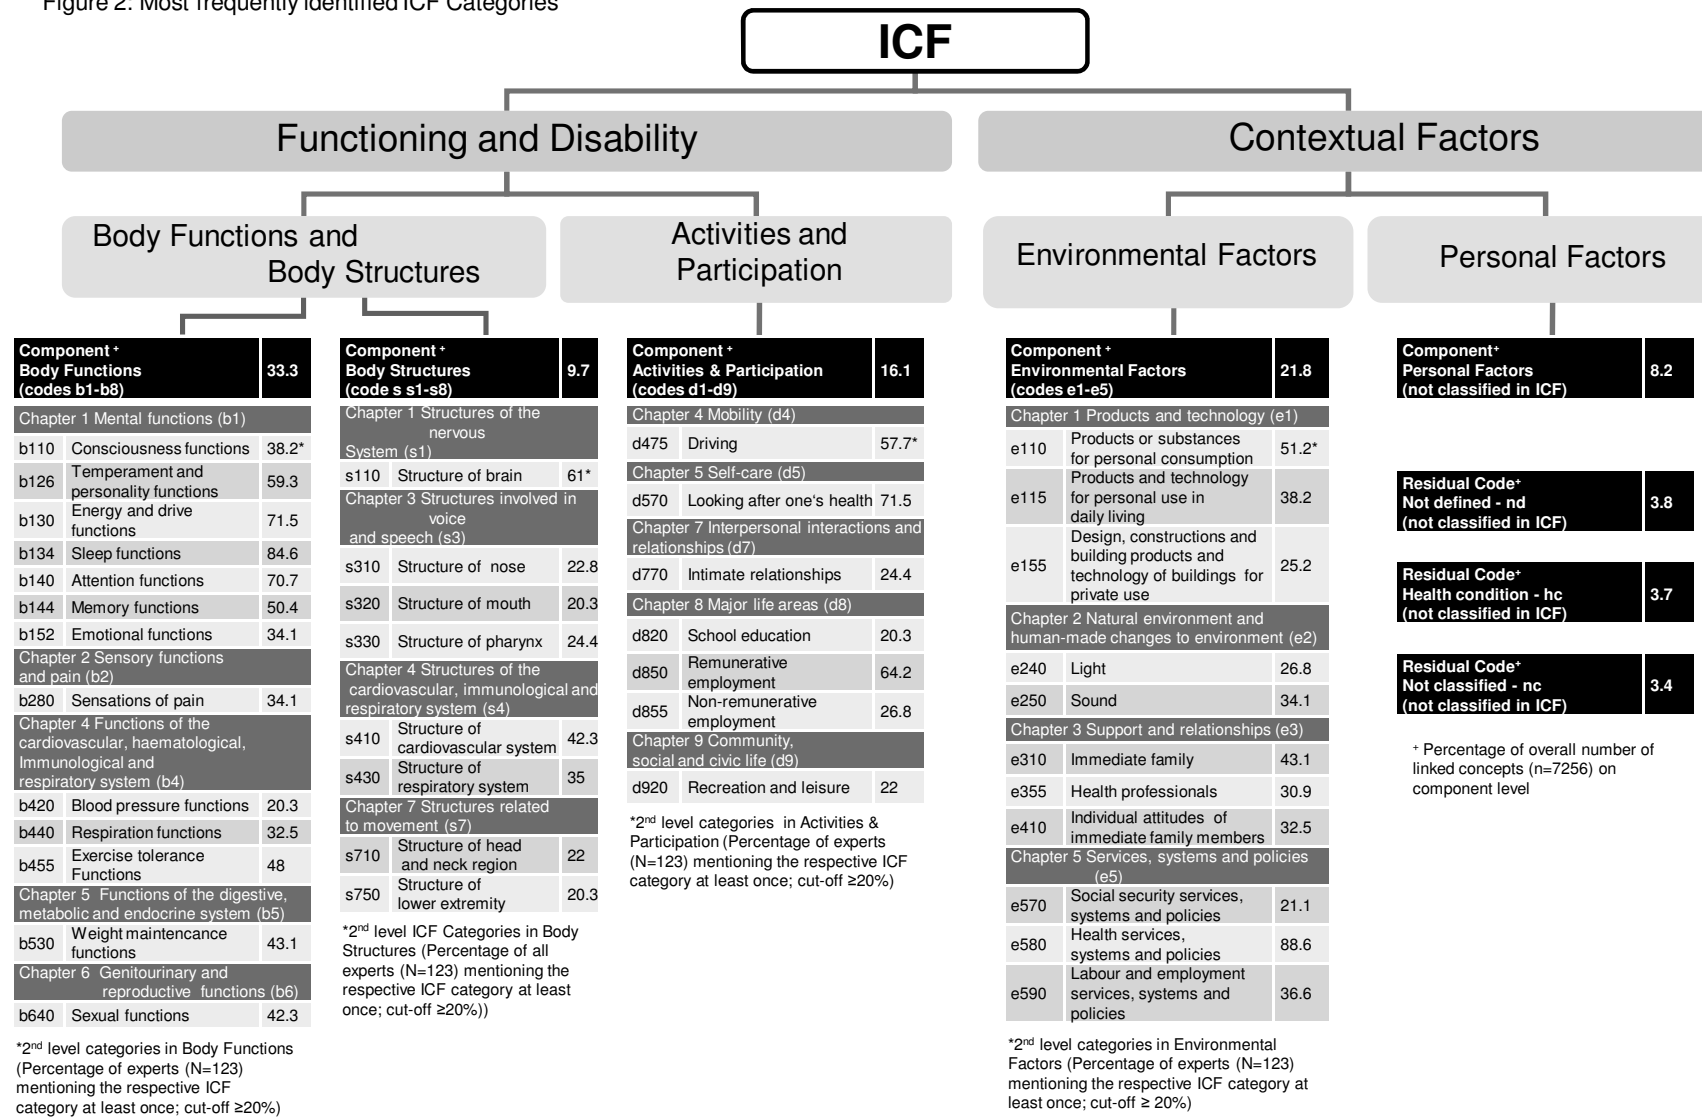 Figure 2: Most frequently identified ICF Categories
ICF
Functioning and Disability
Contextual Factors
Body Functions and
Body Structures
Activities and
Participation
Environmental Factors
Personal Factors
Component +
Body Functions
(codes b1-b8)
33.3
Chapter 1 Mental functions (b1)
b110 Consciousness functions 38.2*
b126 Temperament and
personality functions 59.3
b130 Energy and drive
functions 71.5
b134 Sleep functions 84.6
b140 Attention functions 70.7
b144 Memory functions 50.4
b152 Emotional functions 34.1
Chapter 2 Sensory functions
and pain (b2)
b280 Sensations of pain 34.1
Chapter 4 Functions of the
cardiovascular, haematological,
Immunological and
respiratory system (b4)
b420 Blood pressure functions 20.3
b440 Respiration functions 32.5
b455 Exercise tolerance
Functions 48
Chapter 5 Functions of the digestive,
metabolic and endocrine system (b5)
b530 Weight maintencance
functions 43.1
Chapter 6 Genitourinary and
reproductive functions (b6)
b640 Sexual functions 42.3
*2nd level categories in Body Functions
(Percentage of experts (N=123)
mentioning the respective ICF
category at least once; cut-off ≥20%)
Component +
Body Structures
(code s s1-s8)
9.7
Chapter 1 Structures of the
nervous
System (s1)
s110 Structure of brain 61*
Chapter 3 Structures involved in
voice
and speech (s3)
s310 Structure of nose 22.8
s320 Structure of mouth 20.3
s330 Structure of pharynx 24.4
Chapter 4 Structures of the
cardiovascular, immunological and
respiratory system (s4)
s410 Structure of
cardiovascular system 42.3
s430 Structure of
respiratory system 35
Chapter 7 Structures related
to movement (s7)
s710 Structure of head
and neck region 22
s750 Structure of
lower extremity 20.3
*2nd level ICF Categories in Body
Structures (Percentage of all
experts (N=123) mentioning the
respective ICF category at least
once; cut-off ≥20%))
Component +
Activities & Participation
(codes d1-d9)
16.1
Chapter 4 Mobility (d4)
d475 Driving 57.7*
Chapter 5 Self-care (d5)
d570 Looking after one‘s health 71.5
Chapter 7 Interpersonal interactions and
relationships (d7)
d770 Intimate relationships 24.4
Chapter 8 Major life areas (d8)
d820 School education 20.3
d850 Remunerative
employment 64.2
d855 Non-remunerative
employment 26.8
Chapter 9 Community,
social and civic life (d9)
d920 Recreation and leisure 22
*2nd level categories in Activities &
Participation (Percentage of experts
(N=123) mentioning the respective ICF
category at least once; cut-off ≥20%)
Component +
Environmental Factors
(codes e1-e5)
21.8
Chapter 1 Products and technology (e1)
e110 Products or substances
for personal consumption 51.2*
e115 Products and technology
for personal use in
daily living 38.2
e155 Design, constructions and
building products and
technology of buildings for
private use 25.2
Chapter 2 Natural environment and
human-made changes to environment (e2)
e240 Light 26.8
e250 Sound 34.1
Chapter 3 Support and relationships (e3)
e310 Immediate family 43.1
e355 Health professionals 30.9
e410 Individual attitudes of
immediate family members 32.5
Chapter 5 Services, systems and policies
(e5)
e570 Social security services,
systems and policies 21.1
e580 Health services,
systems and policies 88.6
e590 Labour and employment
services, systems and
policies 36.6
*2nd level categories in Environmental
Factors (Percentage of experts (N=123)
mentioning the respective ICF category at
least once; cut-off ≥ 20%)
Component+
Personal Factors
(not classified in ICF)
8.2
Residual Code+
Not defined - nd
(not classified in ICF)
3.8
Residual Code+
Health condition - hc
(not classified in ICF)
3.7
Residual Code+
Not classified - nc
(not classified in ICF)
3.4
+ Percentage of overall number of
linked concepts (n=7256) on
component level